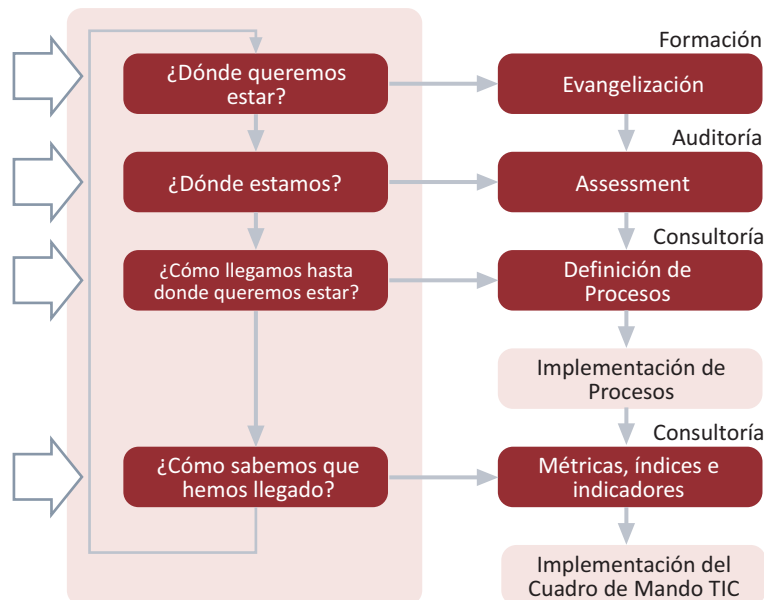 Formación
¿Dónde queremos
estar?
Evangelización
Auditoría
¿Dónde estamos?
Assessment
Consultoría
¿Cómo llegamos hasta
donde queremos estar?
Definición de
Procesos
Implementación de
Procesos
Consultoría
¿Cómo sabemos que
hemos llegado?
Métricas, índices e
indicadores
Implementación del
Cuadro de Mando TIC